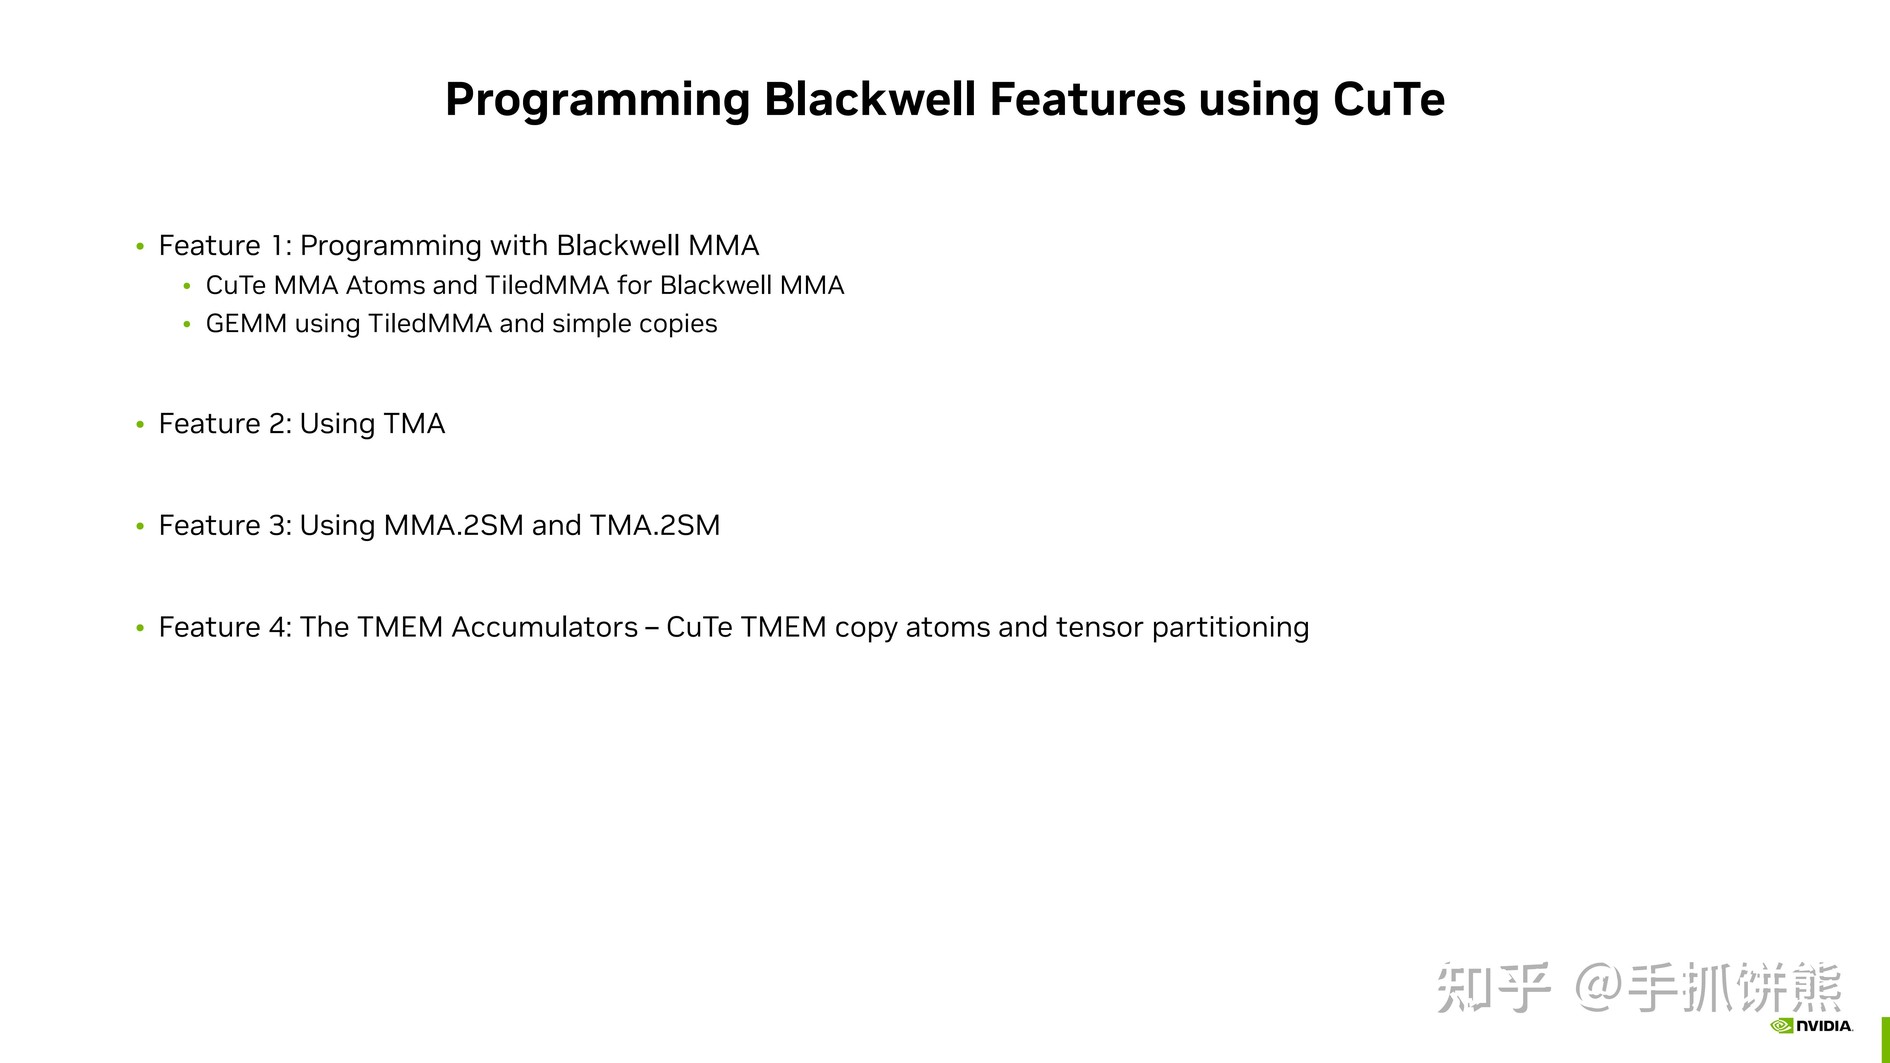 Programming Blackwell Features using CuTe
• Feature 1: Programming with Blackwell MMA
• CuTe MMA Atoms and TiledMMA for Blackwell MMA
• GEMM using TiledMMA and simple copies
• Feature 2: Using TMA
• Feature 3: Using MMA.2SM and TMA.2SM
• Feature 4: The TMEM Accumulators – CuTe TMEM copy atoms and tensor partitioning
知乎 @手抓饼熊
NVIDIA.